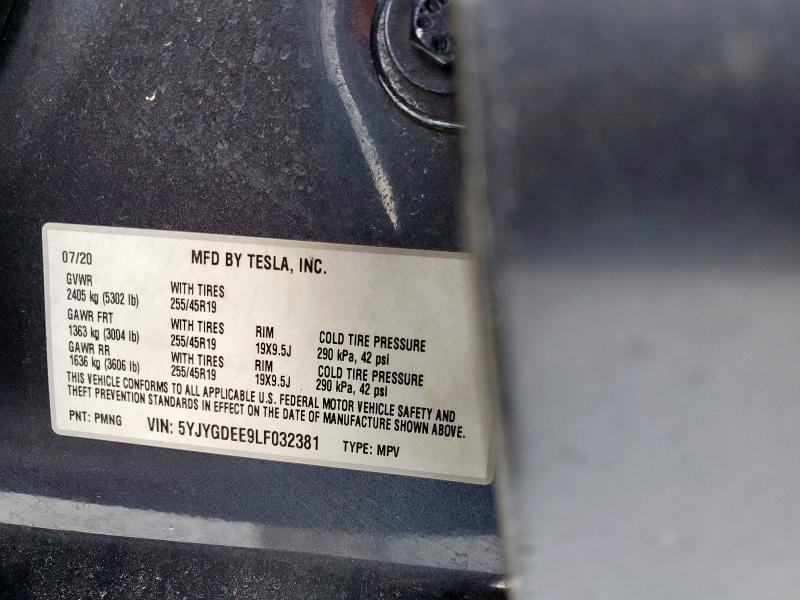 07/20 MFD BY TESLA, INC.
GVWR
2405 kg (5302 lb) WITH TIRES
255/45R19
GAWR FRT
1363 kg (3004 lb) WITH TIRES
255/45R19 RIM
19X9.5J COLD TIRE PRESSURE
290 kPa, 42 psi
GAWR RR
1636 kg (3606 lb) WITH TIRES
255/45R19 RIM
19X9.5J COLD TIRE PRESSURE
290 kPa, 42 psi
THIS VEHICLE CONFORMS TO ALL APPLICABLE U.S. FEDERAL MOTOR VEHICLE SAFETY AND
THEFT PREVENTION STANDARDS IN EFFECT ON THE DATE OF MANUFACTURE SHOWN ABOVE.
PNT: PMNG VIN: 5YJYGDEE9LF032381 TYPE: MPV